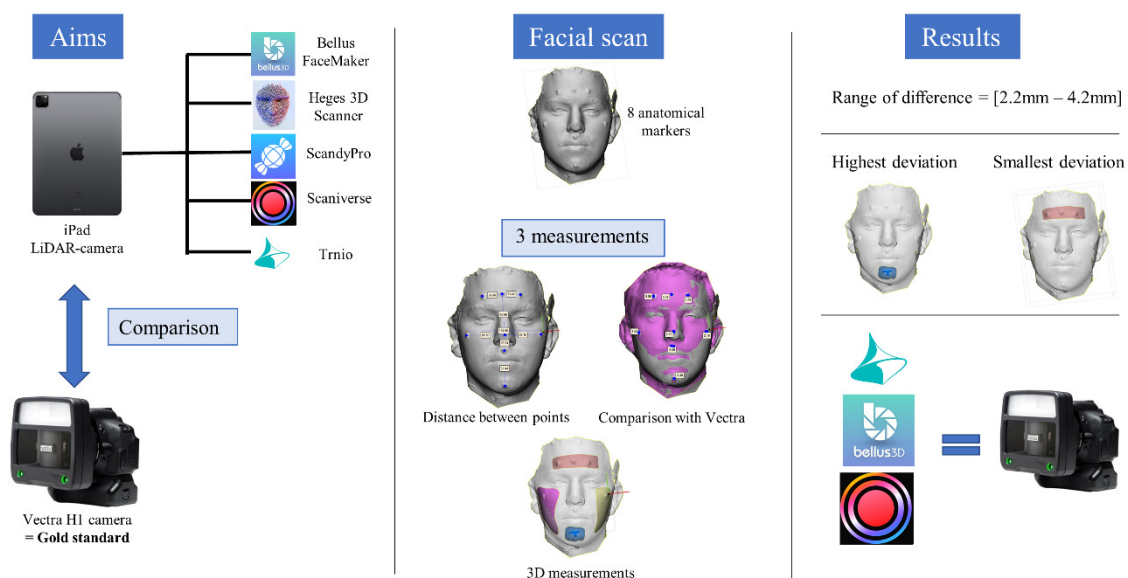 Aims
bellus3D
Bellus
FaceMaker
Heges 3D
Scanner
ScandyPro
Scaniverse
Trnio
iPad
LiDAR-camera
Comparison
Vectra H1 camera
= Gold standard
Facial scan
8 anatomical
markers
3 measurements
Distance between points
Comparison with Vectra
3D measurements
Results
Range of difference = [2.2mm – 4.2mm]
Highest deviation
Smallest deviation
bellus3D